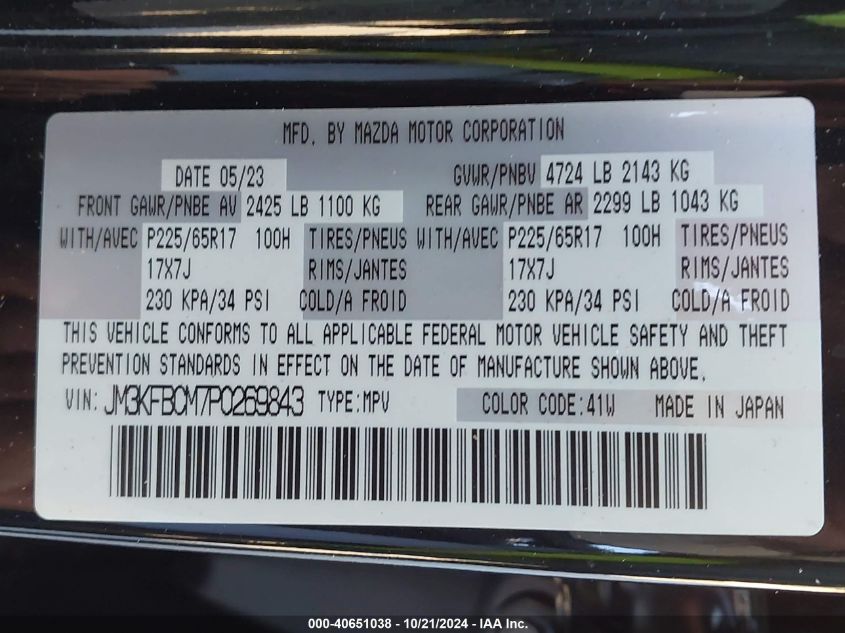 MFD. BY MAZDA MOTOR CORPORATION
DATE 05/23 GVWR/PNBV 4724 LB 2143 KG
FRONT GAWR/PNBE AV 2425 LB 1100 KG REAR GAWR/PNBE AR 2299 LB 1043 KG
WITH/AVEC P225/65R17 100H TIRES/PNEUS WITH/AVEC P225/65R17 100H TIRES/PNEUS
17X7J RIMS/JANTES 17X7J RIMS/JANTES
230 KPA/34 PSI COLD/A FROID 230 KPA/34 PSI COLD/A FROID
THIS VEHICLE CONFORMS TO ALL APPLICABLE FEDERAL MOTOR VEHICLE SAFETY AND THEFT
PREVENTION STANDARDS IN EFFECT ON THE DATE OF MANUFACTURE SHOWN ABOVE.
VIN: JM3KFBCM7P0269843 TYPE:MPV COLOR CODE:41W MADE IN JAPAN
000-40651038 - 10/21/2024 - IAA Inc.